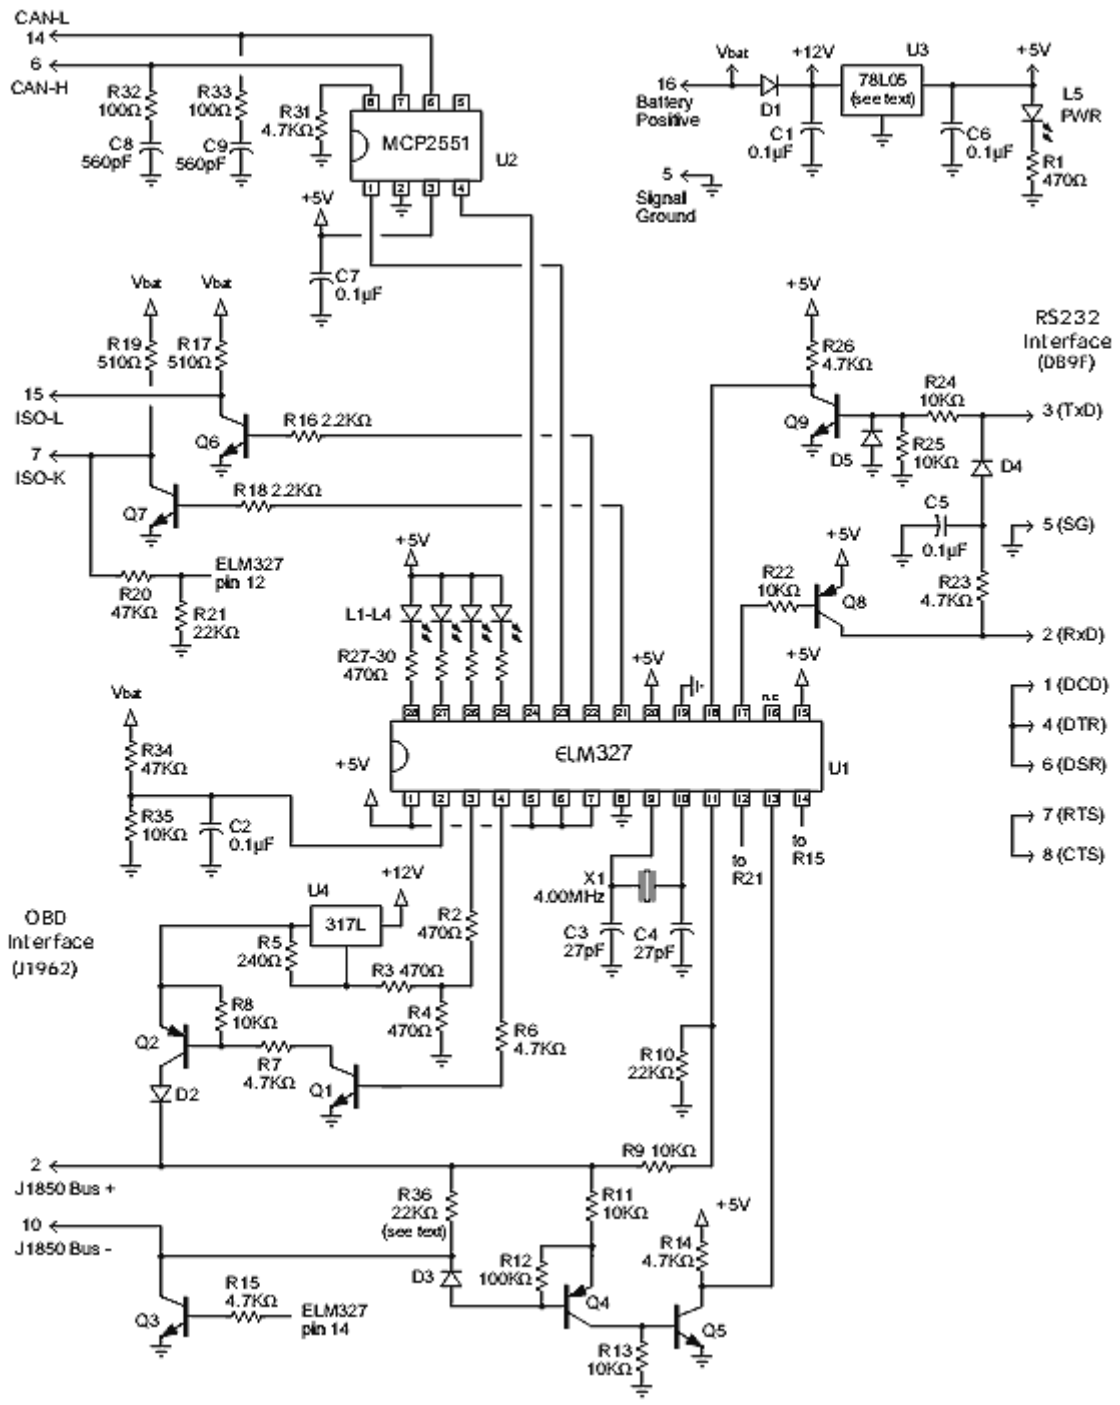 CAN-L
14
6
CAN-H
R32
100Ω
R33
100Ω
C8
560pF
C9
560pF
R31
4.7KΩ
8 7 6 5
MCP2551
U2
1 2 3 4
+5V
C7
0.1µF
Vbat
+12V
U3
+5V
16
Battery
Positive
D1
78L05
(see text)
C1
0.1µF
C6
0.1µF
L5
PWR
R1
470Ω
5
Signal
Ground
Vbat
Vbat
R19
510Ω
R17
510Ω
15
ISO-L
7
ISO-K
Q6
R16 2.2KΩ
Q7
R18 2.2KΩ
R20
47KΩ
ELM327
pin 12
R21
22KΩ
+5V
R26
4.7KΩ
RS232
Interface
(DB9F)
R24
10KΩ
3 (TxD)
Q9
D5
R25
10KΩ
D4
C5
0.1µF
5 (SG)
+5V
R22
10KΩ
Q8
R23
4.7KΩ
2 (RxD)
+5V
L1-L4
R27-30
470Ω
+5V
+5V
1 (DCD)
4 (DTR)
6 (DSR)
7 (RTS)
8 (CTS)
28 27 26 25 24 23 22 21 20 19 18 17 16 15
n.c
ELM327
U1
1 2 3 4 5 6 7 8 9 10 11 12 13 14
+5V
Vbat
R34
47KΩ
R35
10KΩ
C2
0.1µF
to
R21
to
R15
X1
4.00MHz
C3
27pF
C4
27pF
OBD
Interface
(J1962)
U4
317L
+12V
R5
240Ω
R2
470Ω
R3 470Ω
R4
470Ω
R8
10KΩ
Q2
R7
4.7KΩ
R6
4.7KΩ
Q1
D2
R10
22KΩ
R9 10KΩ
2
J1850 Bus +
10
J1850 Bus -
R36
22KΩ
(see text)
R11
10KΩ
+5V
R14
4.7KΩ
R12
100KΩ
D3
Q4
Q5
R13
10KΩ
R15
4.7KΩ
Q3
ELM327
pin 14